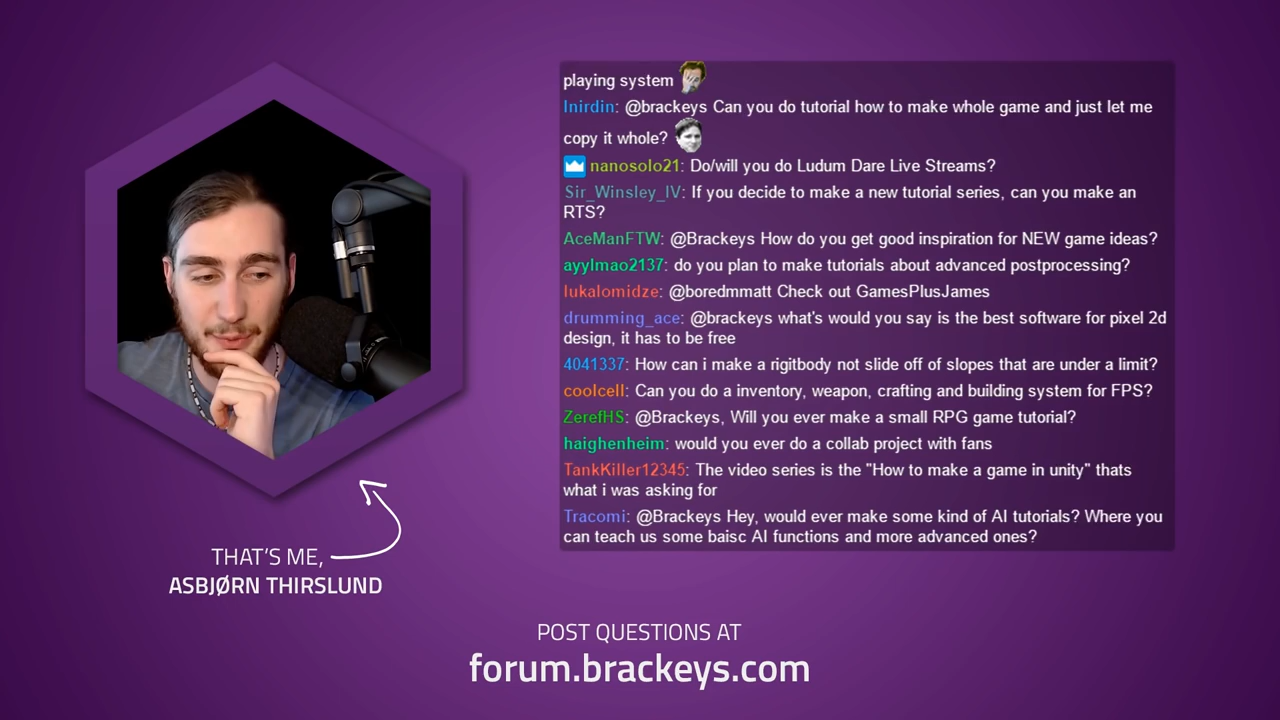 playing system
Inirdin: @brackeys Can you do tutorial how to make whole game and just let me
copy it whole?
nanosolo21: Do/will you do Ludum Dare Live Streams?
Sir_Winsley_IV: If you decide to make a new tutorial series, can you make an
RTS?
AceManFTW: @Brackeys How do you get good inspiration for NEW game ideas?
ayylmao2137: do you plan to make tutorials about advanced postprocessing?
lukalomidze: @boredmmatt Check out GamesPlusJames
drumming_ace: @brackeys what's would you say is the best software for pixel 2d
design, it has to be free
4041337: How can i make a rigitbody not slide off of slopes that are under a limit?
coolcell: Can you do a inventory, weapon, crafting and building system for FPS?
ZerefHS: @Brackeys, Will you ever make a small RPG game tutorial?
haighenheim: would you ever do a collab project with fans
TankKiller12345: The video series is the "How to make a game in unity" thats
what i was asking for
Tracomi: @Brackeys Hey, would ever make some kind of AI tutorials? Where you
can teach us some baisc AI functions and more advanced ones?
THAT'S ME,
ASBJØRN THIRSLUND
POST QUESTIONS AT
forum.brackeys.com